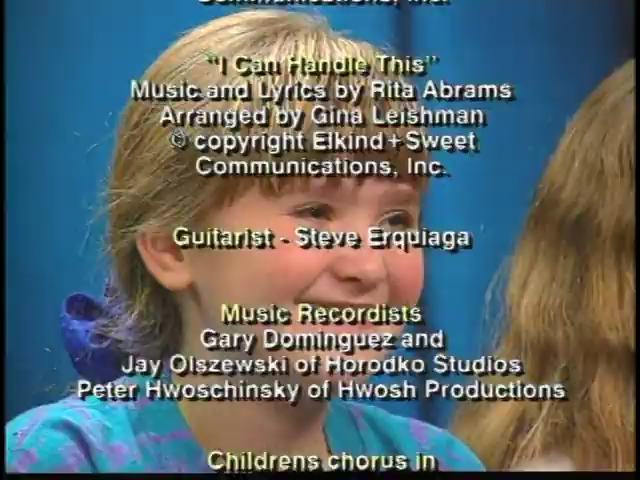 Communications, Inc.
"I Can Handle This"
Music and Lyrics by Rita Abrams
Arranged by Gina Leishman
© copyright Elkind+Sweet
Communications, Inc.
Guitarist - Steve Erquiaga
Music Recordists
Gary Dominguez and
Jay Olszewski of Horodko Studios
Peter Hwoschinsky of Hwosh Productions
Childrens chorus in